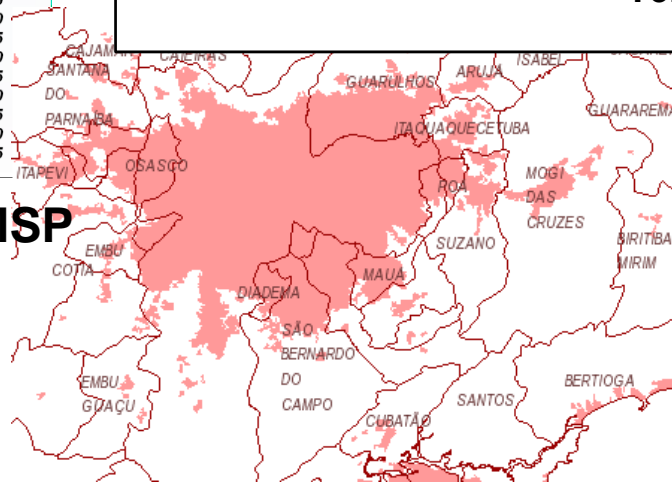 CAJAMAR
CAIEIRAS
ISABEL
SANTANA
DO
PARNAÍBA
GUARULHOS
ARUJÁ
GUARAREMA
ITAQUAQUECETUBA
ITAPEVI
OSASCO
POÁ
MOGI
DAS
CRUZES
ISP
EMBU
COTIA
SUZANO
BIRITIBA
MIRIM
MAUÁ
DIADEMA
SÃO
BERNARDO
DO
CAMPO
EMBU
GUAÇU
BERTIOGA
SANTOS
CUBATÃO